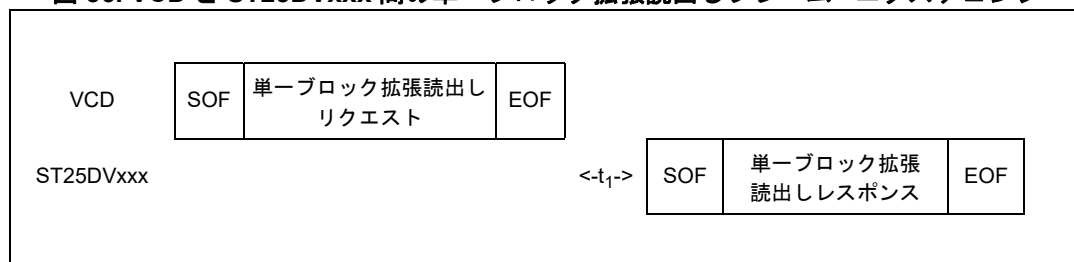 VCD
SOF
単一ブロック拡張読出し
リクエスト
EOF
ST25DVxxx
<-t₁->
SOF
単一ブロック拡張
読出しレスポンス
EOF